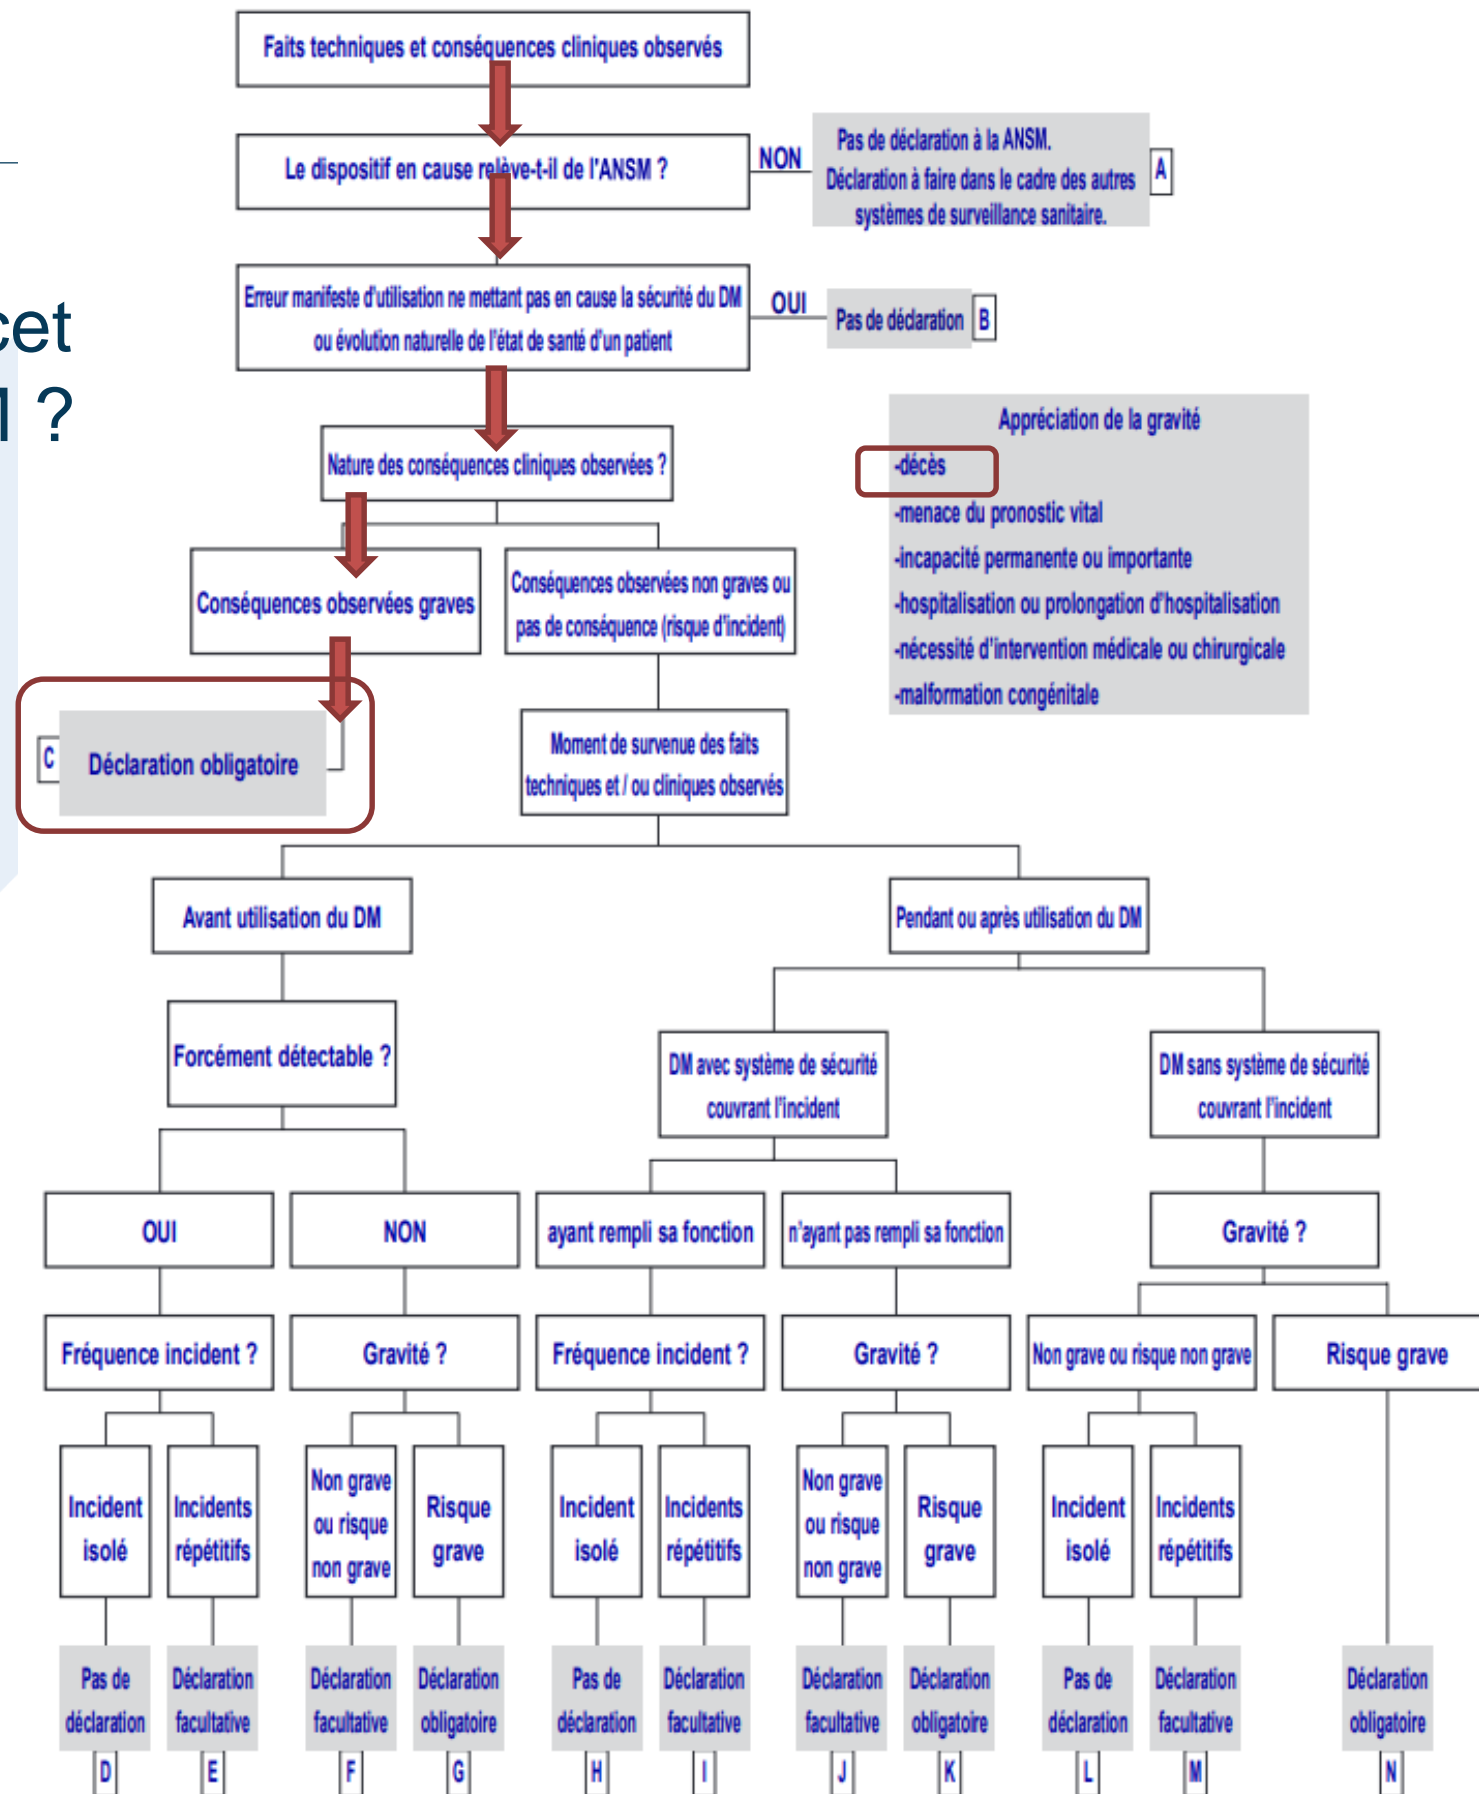 Faits techniques et conséquences cliniques observés
Le dispositif en cause relève-t-il de l'ANSM ?
NON
Pas de déclaration à la ANSM.
Déclaration à faire dans le cadre des autres
systèmes de surveillance sanitaire.
A
cet
?
Erreur manifeste d'utilisation ne mettant pas en cause la sécurité du DM
ou évolution naturelle de l'état de santé d'un patient
OUI
Pas de déclaration
B
Nature des conséquences cliniques observées ?
Appréciation de la gravité
-décès
-menace du pronostic vital
-incapacité permanente ou importante
-hospitalisation ou prolongation d'hospitalisation
-nécessité d'intervention médicale ou chirurgicale
-malformation congénitale
Conséquences observées graves
Conséquences observées non graves ou
pas de conséquence (risque d'incident)
C
Déclaration obligatoire
Moment de survenue des faits
techniques et / ou cliniques observés
Avant utilisation du DM
Pendant ou après utilisation du DM
Forcément détectable ?
DM avec système de sécurité
couvrant l'incident
DM sans système de sécurité
couvrant l'incident
OUI
NON
ayant rempli sa fonction
n'ayant pas rempli sa fonction
Gravité ?
Fréquence incident ?
Gravité ?
Fréquence incident ?
Gravité ?
Non grave ou risque non grave
Risque grave
Incident
isolé
Incidents
répétitifs
Non grave
ou risque
non grave
Risque
grave
Incident
isolé
Incidents
répétitifs
Non grave
ou risque
non grave
Risque
grave
Incident
isolé
Incidents
répétitifs
Pas de
déclaration
Déclaration
facultative
Déclaration
facultative
Déclaration
obligatoire
Pas de
déclaration
Déclaration
facultative
Déclaration
facultative
Déclaration
obligatoire
Pas de
déclaration
Déclaration
facultative
Déclaration
obligatoire
D
E
F
G
H
I
J
K
L
M
N